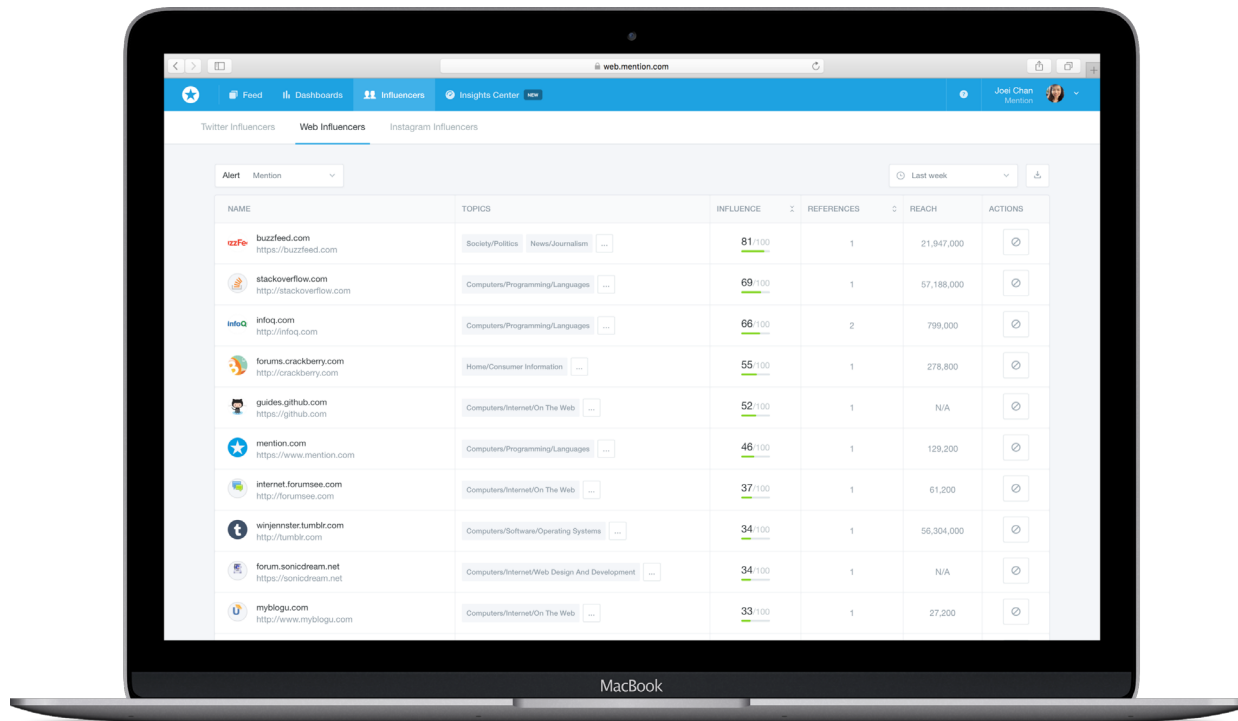 web.mention.com
Feed Dashboards Influencers Insights Center NEW
Joei Chan
Mention
Twitter Influencers Web Influencers Instagram Influencers
Alert Mention Last week
NAME TOPICS INFLUENCE REFERENCES REACH ACTIONS
buzzfeed.com
https://buzzfeed.com
zzFe
Society/Politics News/Journalism ... 81/100 1 21,947,000
stackoverflow.com
http://stackoverflow.com
Computers/Programming/Languages ... 69/100 1 57,188,000
InfoQ
infoq.com
http://infoq.com
Computers/Programming/Languages ... 66/100 2 799,000
forums.crackberry.com
http://crackberry.com
Home/Consumer Information ... 55/100 1 278,800
guides.github.com
https://github.com
Computers/Internet/On The Web ... 52/100 1 N/A
mention.com
https://www.mention.com
Computers/Programming/Languages ... 46/100 1 129,200
internet.forumsee.com
http://forumsee.com
Computers/Internet/On The Web ... 37/100 1 61,200
t
winjennster.tumblr.com
http://tumblr.com
Computers/Software/Operating Systems ... 34/100 1 56,304,000
forum.sonicdream.net
https://sonicdream.net
Computers/Internet/Web Design And Development ... 34/100 1 N/A
myblogu.com
http://www.myblogu.com
Computers/Internet/On The Web ... 33/100 1 27,200
MacBook